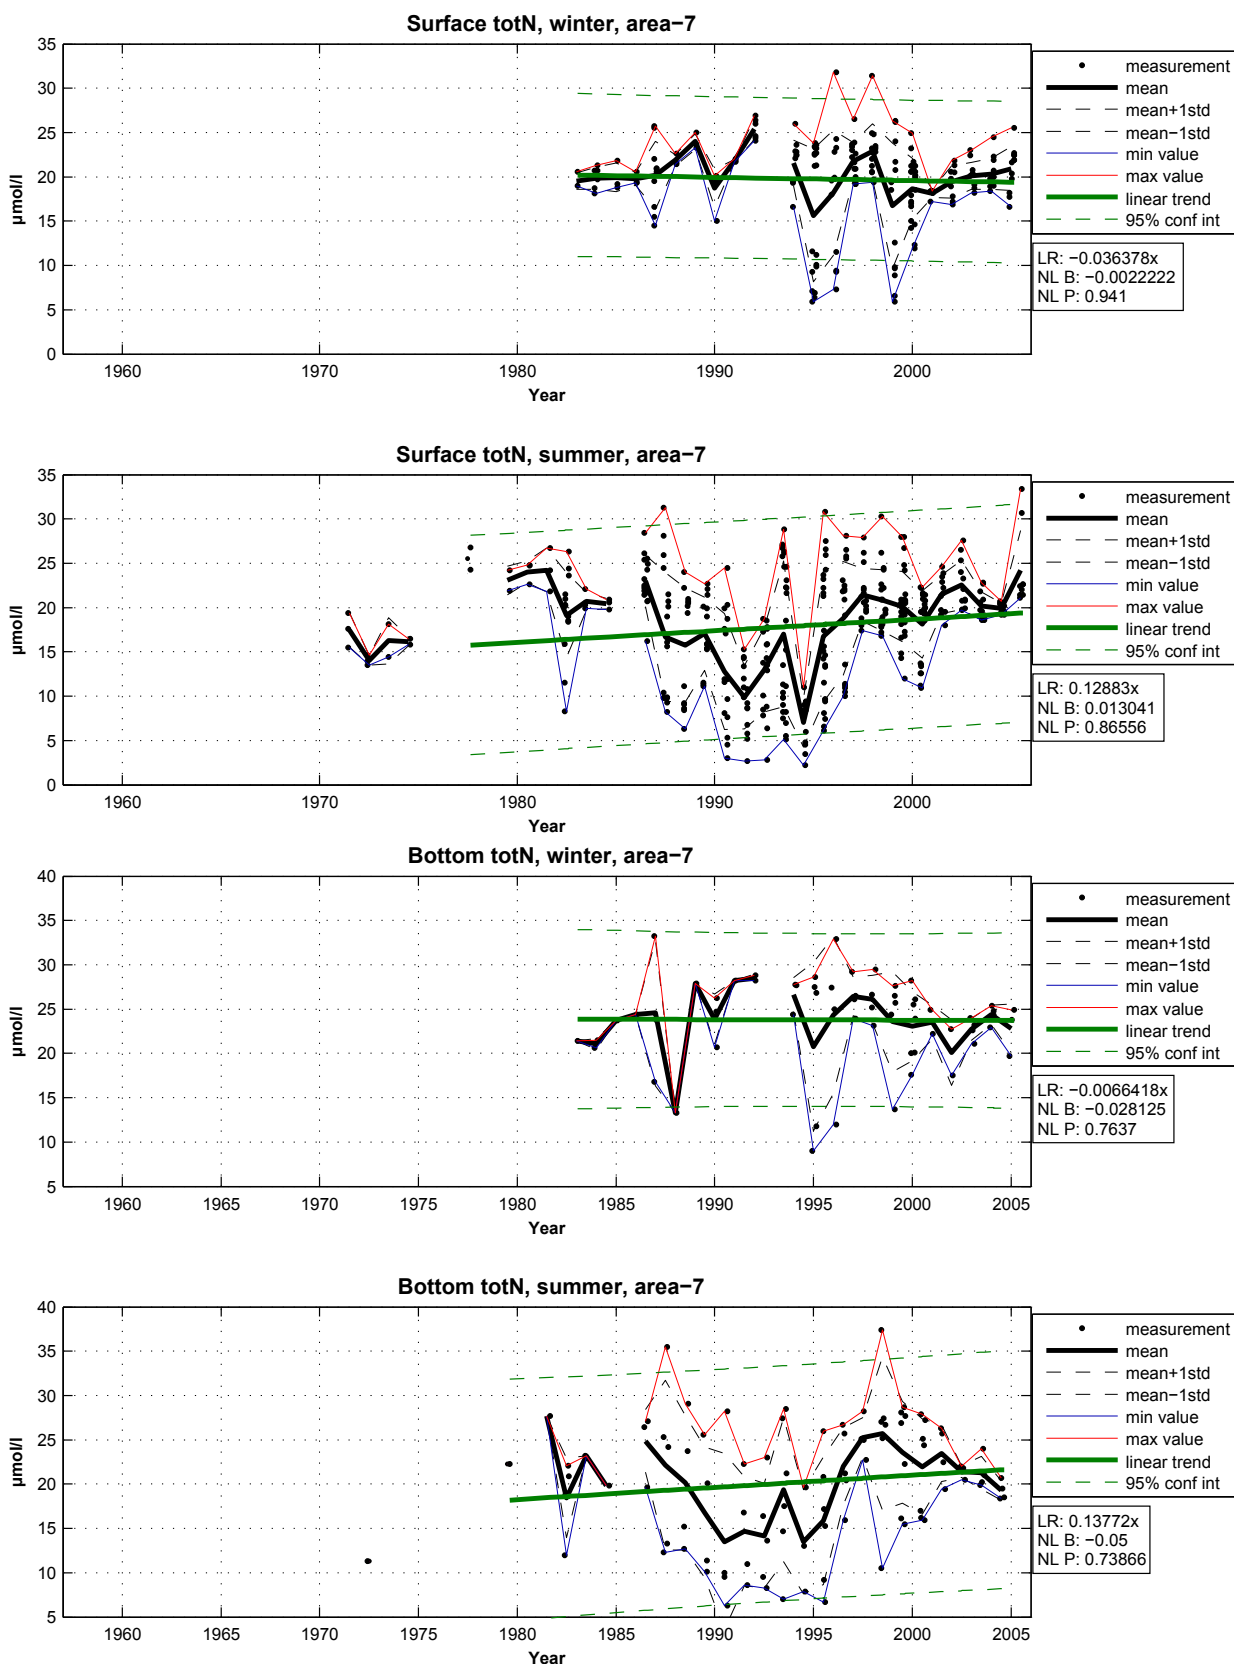 Surface totN, winter, area−7
35
30
25
20
15
10
5
0
µmol/l
1960 1970 1980 1990 2000
Year
measurement
mean
mean+1std
mean−1std
min value
max value
linear trend
95% conf int
LR: −0.036378x
NL B: −0.0022222
NL P: 0.941
Surface totN, summer, area−7
35
30
25
20
15
10
5
0
µmol/l
1960 1970 1980 1990 2000
Year
measurement
mean
mean+1std
mean−1std
min value
max value
linear trend
95% conf int
LR: 0.12883x
NL B: 0.013041
NL P: 0.86556
Bottom totN, winter, area−7
40
35
30
25
20
15
10
5
µmol/l
1960 1965 1970 1975 1980 1985 1990 1995 2000 2005
Year
measurement
mean
mean+1std
mean−1std
min value
max value
linear trend
95% conf int
LR: −0.0066418x
NL B: −0.028125
NL P: 0.7637
Bottom totN, summer, area−7
40
35
30
25
20
15
10
5
µmol/l
1960 1965 1970 1975 1980 1985 1990 1995 2000 2005
Year
measurement
mean
mean+1std
mean−1std
min value
max value
linear trend
95% conf int
LR: 0.13772x
NL B: −0.05
NL P: 0.73866